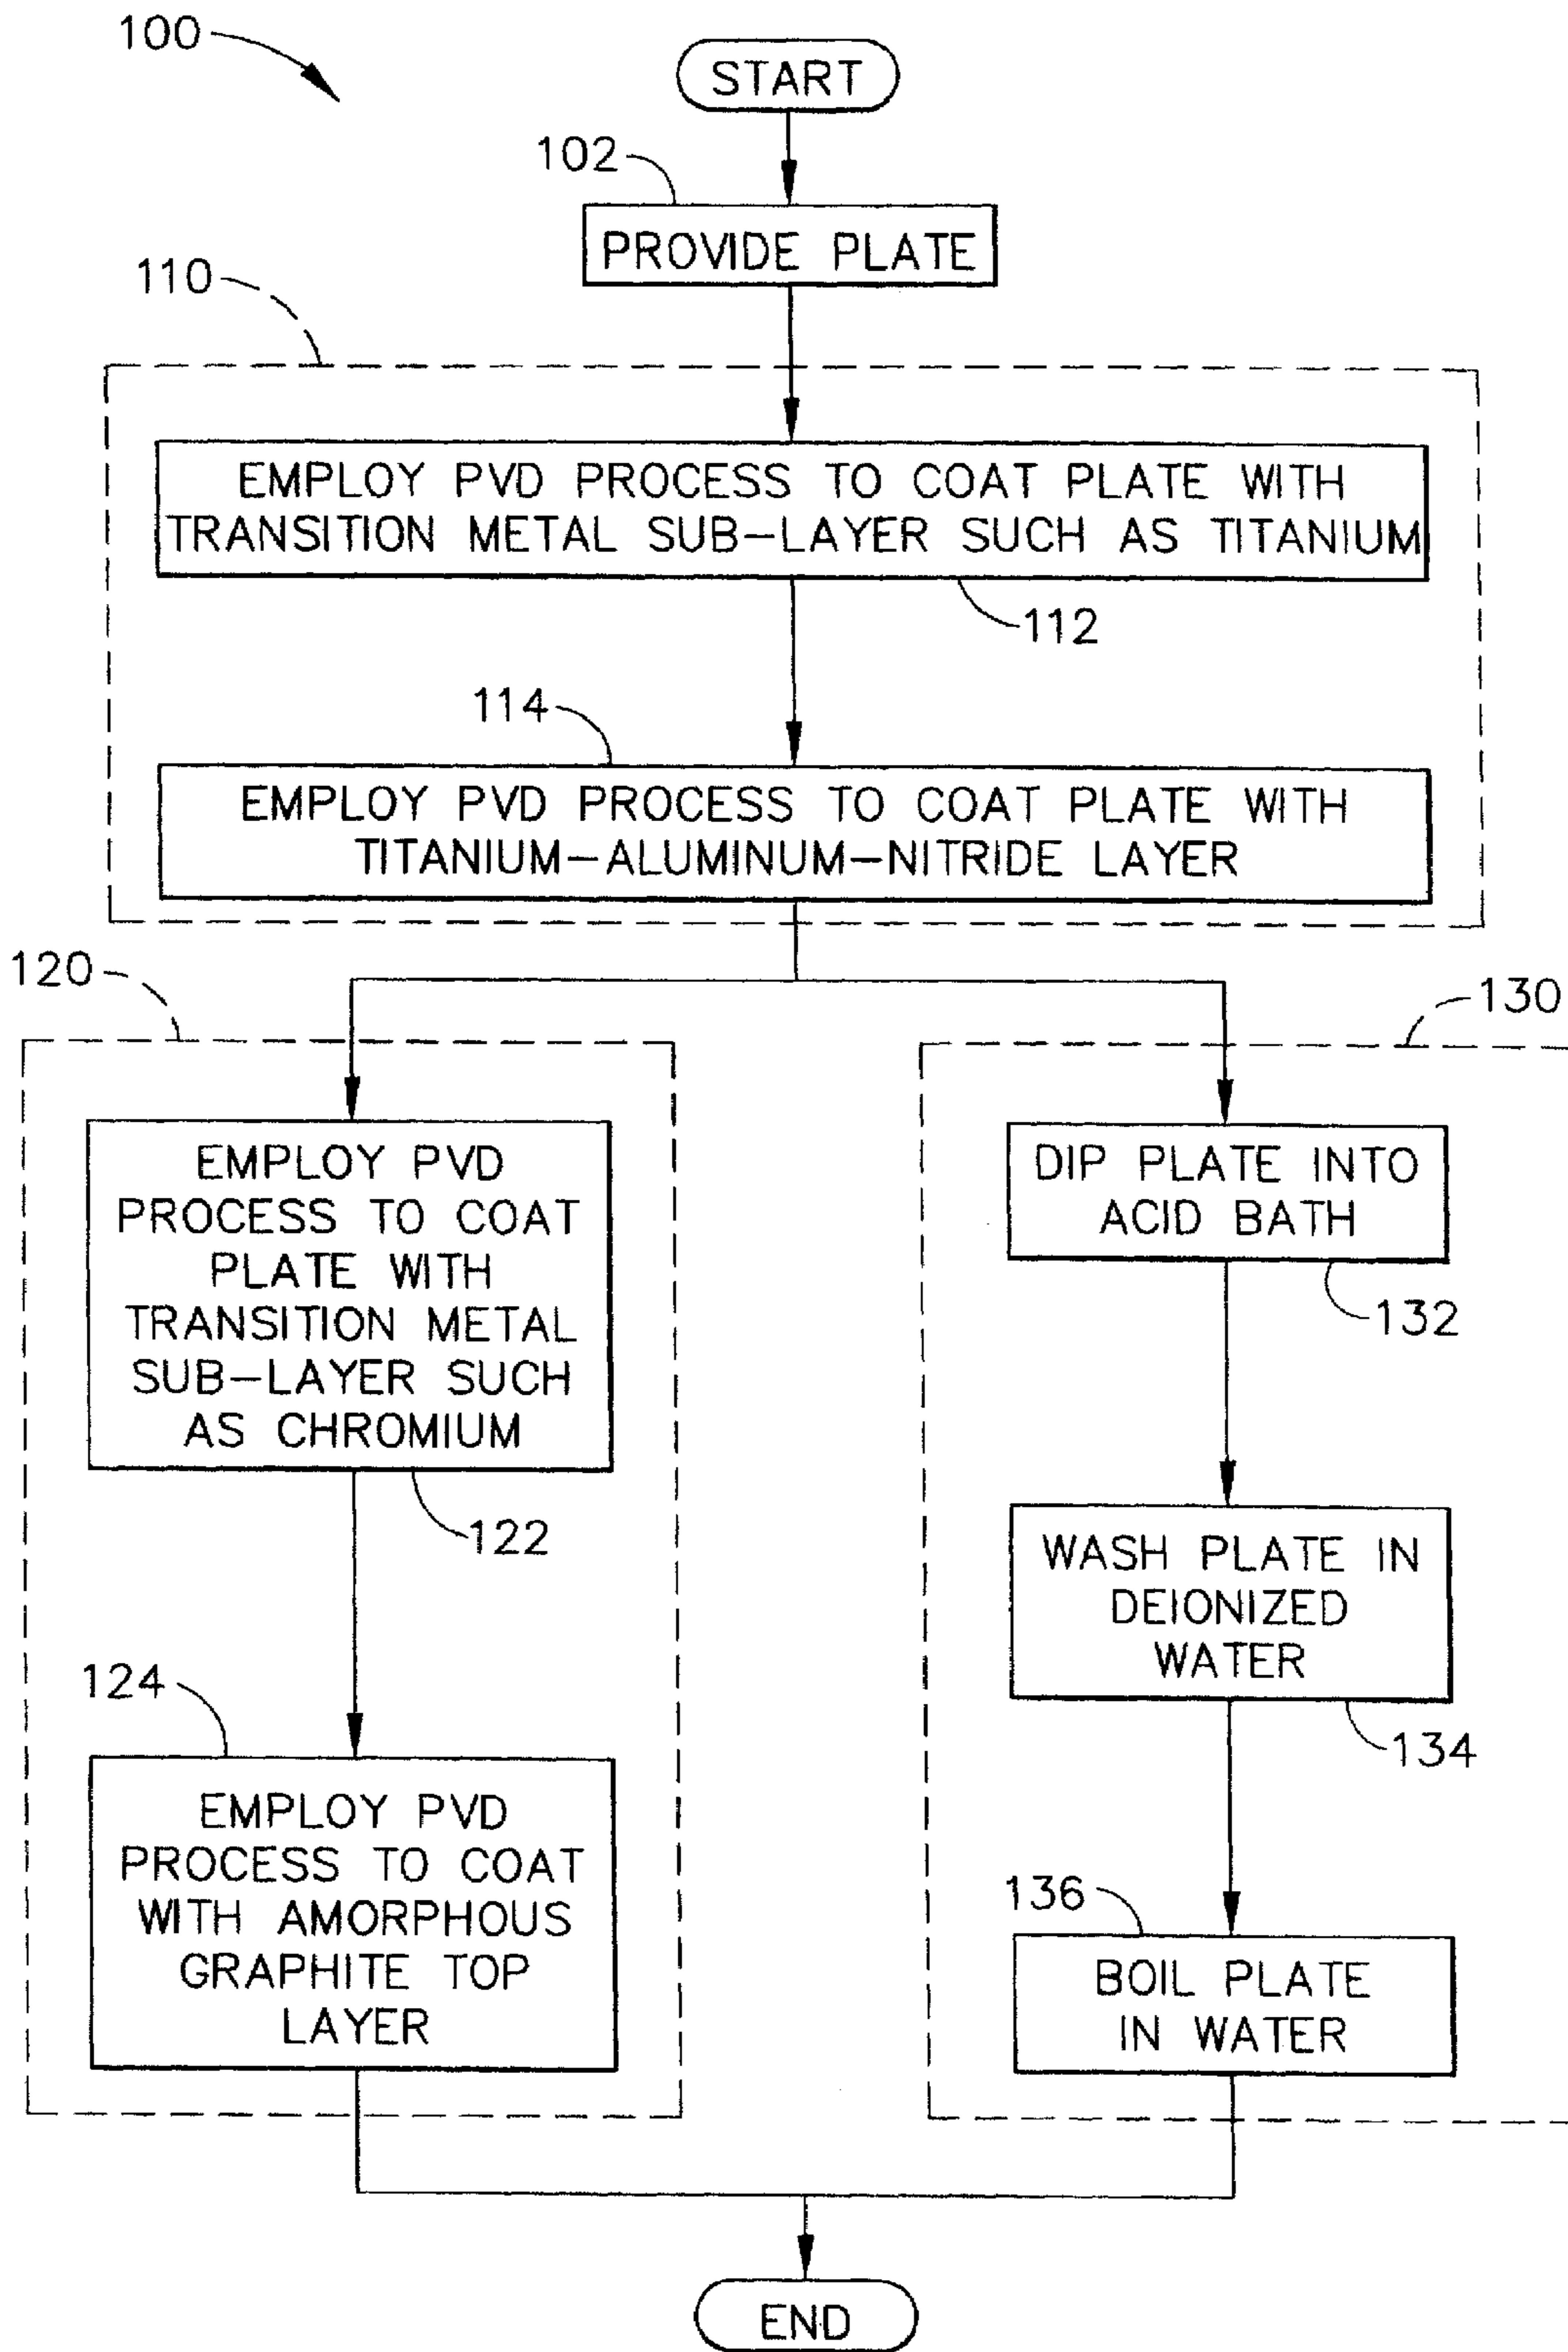 100
START
102
PROVIDE PLATE
110
EMPLOY PVD PROCESS TO COAT PLATE WITH
TRANSITION METAL SUB-LAYER SUCH AS TITANIUM
112
114
EMPLOY PVD PROCESS TO COAT PLATE WITH
TITANIUM-ALUMINUM-NITRIDE LAYER
120
EMPLOY PVD
PROCESS TO COAT
PLATE WITH
TRANSITION METAL
SUB-LAYER SUCH
AS CHROMIUM
122
124
EMPLOY PVD
PROCESS TO COAT
WITH AMORPHOUS
GRAPHITE TOP
LAYER
130
DIP PLATE INTO
ACID BATH
132
WASH PLATE IN
DEIONIZED
WATER
134
136
BOIL PLATE
IN WATER
END